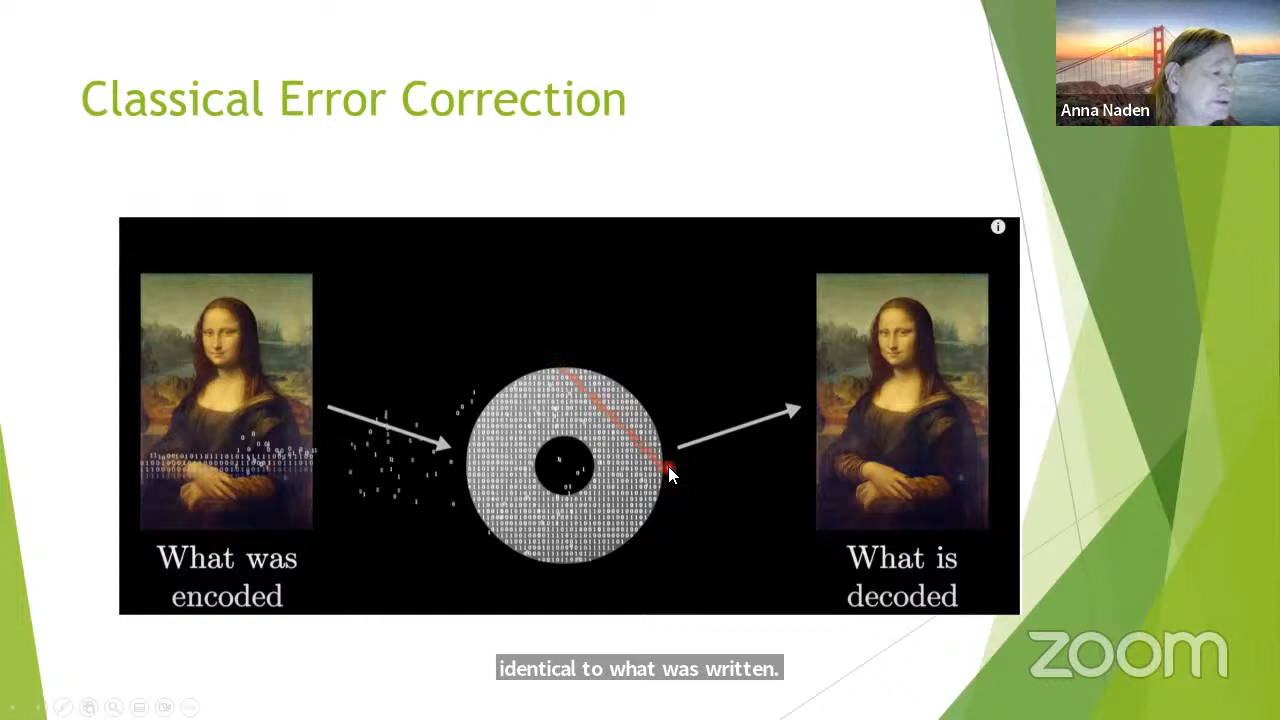 Classical Error Correction
Anna Naden
What was
encoded
What is
decoded
identical to what was written.
zoom